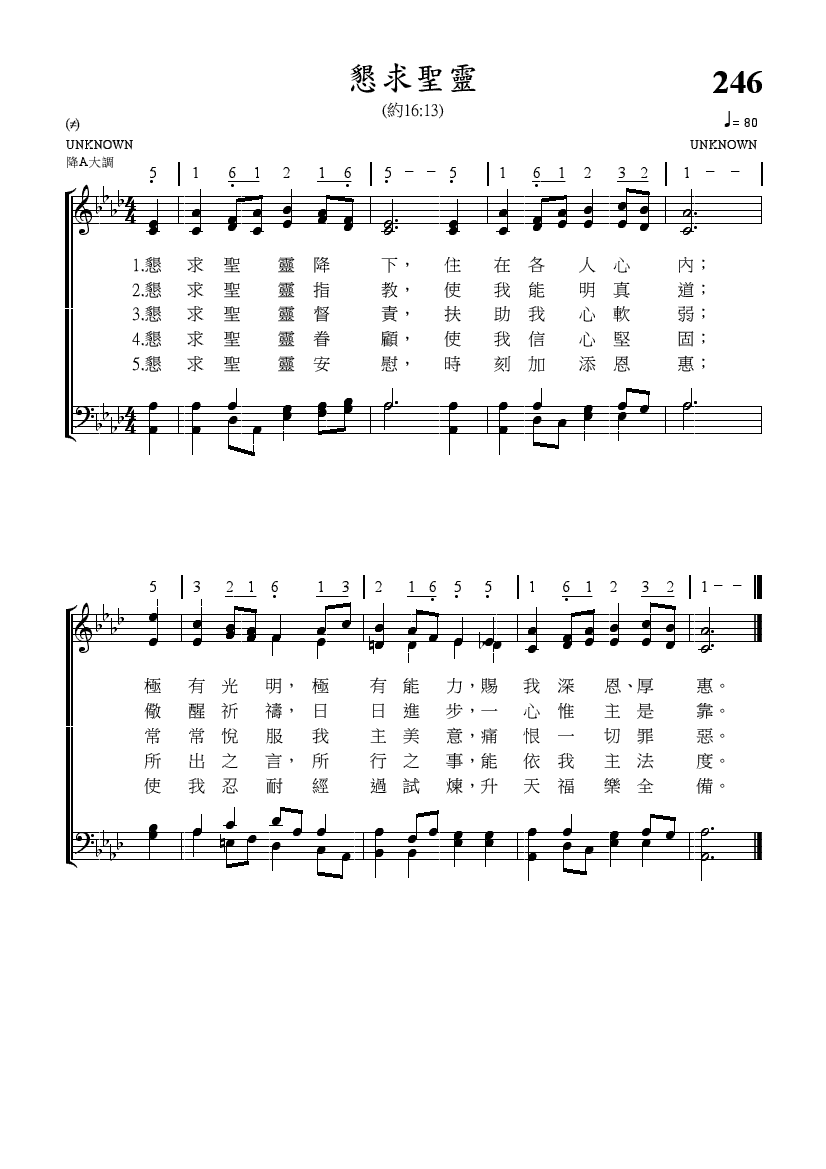 懇求聖靈
246
(約16:13)
(≠)
♩= 80
UNKNOWN
UNKNOWN
降A大調
5 | 1 6 1 2 1 6 | 5 – – 5 | 1 6 1 2 3 2 | 1 – – |
1.懇 求 聖 靈 降 下， 住 在 各 人 心 內；
2.懇 求 聖 靈 指 教， 使 我 能 明 真 道；
3.懇 求 聖 靈 督 責， 扶 助 我 心 軟 弱；
4.懇 求 聖 靈 眷 顧， 使 我 信 心 堅 固；
5.懇 求 聖 靈 安 慰， 時 刻 加 添 恩 惠；
5 | 3 2 1 6 1 3 | 2 1 6 5 5 | 1 6 1 2 3 2 | 1 – –
極 有 光 明， 極 有 能 力， 賜 我 深 恩、 厚 惠。
儆 醒 祈 禱， 日 日 進 步， 一 心 惟 主 是 靠。
常 常 悅 服 我 主 美 意， 痛 恨 一 切 罪 惡。
所 出 之 言， 所 行 之 事， 能 依 我 主 法 度。
使 我 忍 耐 經 過 試 煉， 升 天 福 樂 全 備。